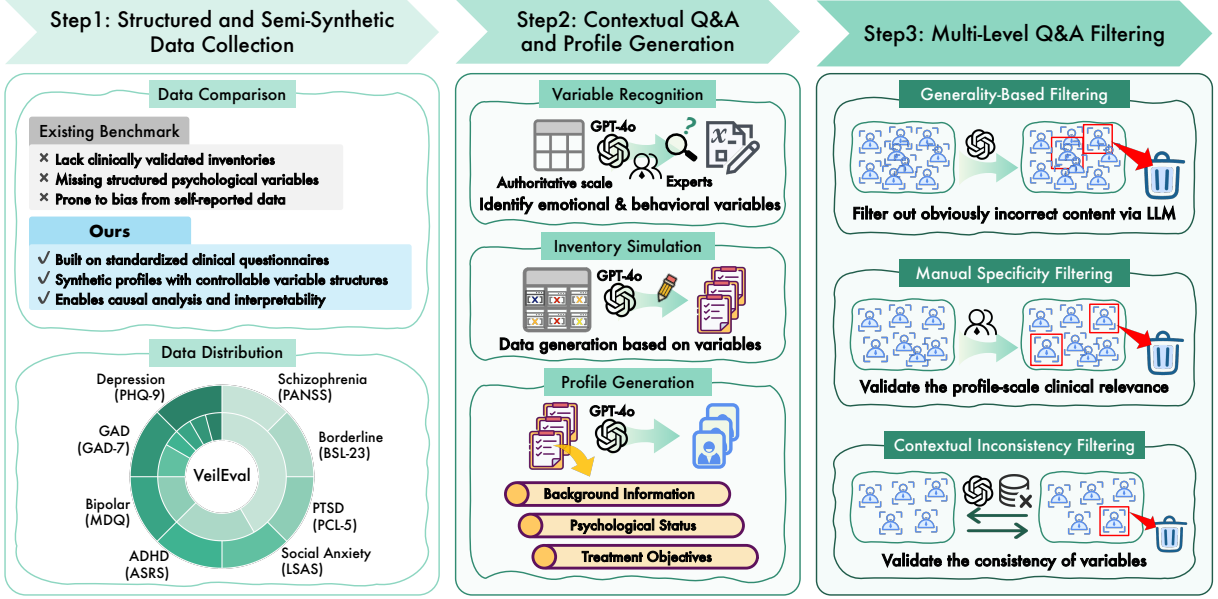 Step1: Structured and Semi-Synthetic
Data Collection
Data Comparison
Existing Benchmark
× Lack clinically validated inventories
× Missing structured psychological variables
× Prone to bias from self-reported data
Ours
✓ Built on standardized clinical questionnaires
✓ Synthetic profiles with controllable variable structures
✓ Enables causal analysis and interpretability
Data Distribution
Depression
(PHQ-9)
Schizophrenia
(PANSS)
GAD
(GAD-7)
Borderline
(BSL-23)
VeilEval
Bipolar
(MDQ)
PTSD
(PCL-5)
ADHD
(ASRS)
Social Anxiety
(LSAS)
Step2: Contextual Q&A
and Profile Generation
Variable Recognition
GPT-4o
?
x
Authoritative scale
Experts
Identify emotional & behavioral variables
Inventory Simulation
GPT-4o
Data generation based on variables
Profile Generation
GPT-4o
Background Information
Psychological Status
Treatment Objectives
Step3: Multi-Level Q&A Filtering
Generality-Based Filtering
Filter out obviously incorrect content via LLM
Manual Specificity Filtering
Validate the profile-scale clinical relevance
Contextual Inconsistency Filtering
Validate the consistency of variables